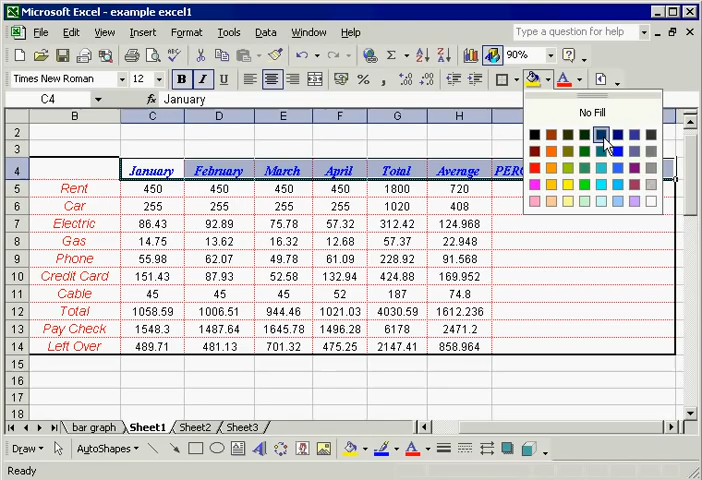 Microsoft Excel - example excel1
File Edit View Insert Format Tools Data Window Help Type a question for help
Σ 90% ?
Times New Roman 12 B I U $ % , A
C4 fx January
No Fill
B C D E F G H
2
3
4 January February March April Total Average PERC
5 Rent 450 450 450 450 1800 720
6 Car 255 255 255 255 1020 408
7 Electric 86.43 92.89 75.78 57.32 312.42 124.968
8 Gas 14.75 13.62 16.32 12.68 57.37 22.948
9 Phone 55.98 62.07 49.78 61.09 228.92 91.568
10 Credit Card 151.43 87.93 52.58 132.94 424.88 169.952
11 Cable 45 45 45 52 187 74.8
12 Total 1058.59 1006.51 944.46 1021.03 4030.59 1612.236
13 Pay Check 1548.3 1487.64 1645.78 1496.28 6178 2471.2
14 Left Over 489.71 481.13 701.32 475.25 2147.41 858.964
15
16
17
18
bar graph Sheet1 Sheet2 Sheet3
Draw AutoShapes A A
Ready